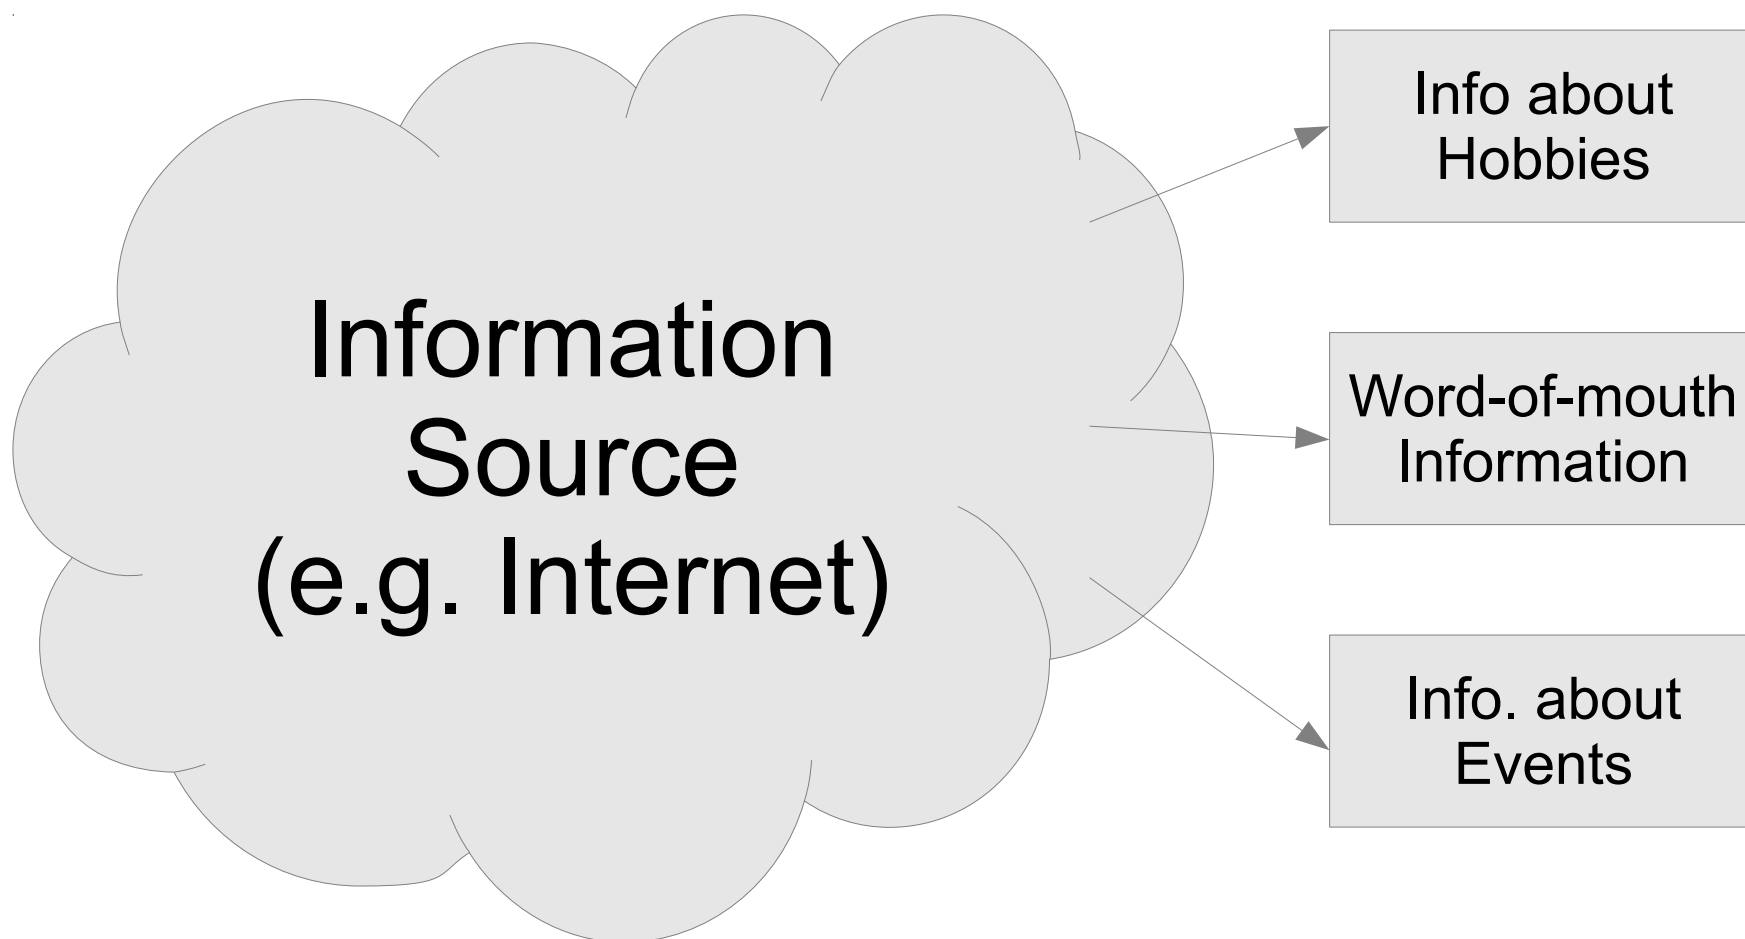 Information
Source
(e.g. Internet)
Info about
Hobbies
Word-of-mouth
Information
Info. about
Events